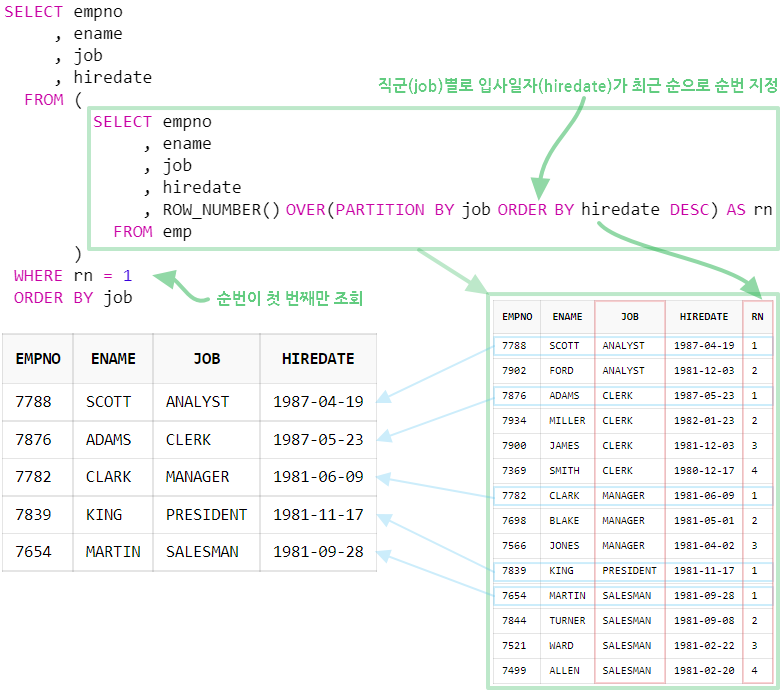 SELECT empno
, ename
, job
, hiredate
FROM (
직군(job)별로 입사일자(hiredate)가 최근 순으로 순번 지정
SELECT empno
, ename
, job
, hiredate
, ROW_NUMBER() OVER(PARTITION BY job ORDER BY hiredate DESC) AS rn
FROM emp
)
WHERE rn = 1
ORDER BY job
순번이 첫 번째만 조회
EMPNO ENAME JOB HIREDATE
7788 SCOTT ANALYST 1987-04-19
7876 ADAMS CLERK 1987-05-23
7782 CLARK MANAGER 1981-06-09
7839 KING PRESIDENT 1981-11-17
7654 MARTIN SALESMAN 1981-09-28
EMPNO ENAME JOB HIREDATE RN
7788 SCOTT ANALYST 1987-04-19 1
7902 FORD ANALYST 1981-12-03 2
7876 ADAMS CLERK 1987-05-23 1
7934 MILLER CLERK 1982-01-23 2
7900 JAMES CLERK 1981-12-03 3
7369 SMITH CLERK 1980-12-17 4
7782 CLARK MANAGER 1981-06-09 1
7698 BLAKE MANAGER 1981-05-01 2
7566 JONES MANAGER 1981-04-02 3
7839 KING PRESIDENT 1981-11-17 1
7654 MARTIN SALESMAN 1981-09-28 1
7844 TURNER SALESMAN 1981-09-08 2
7521 WARD SALESMAN 1981-02-22 3
7499 ALLEN SALESMAN 1981-02-20 4